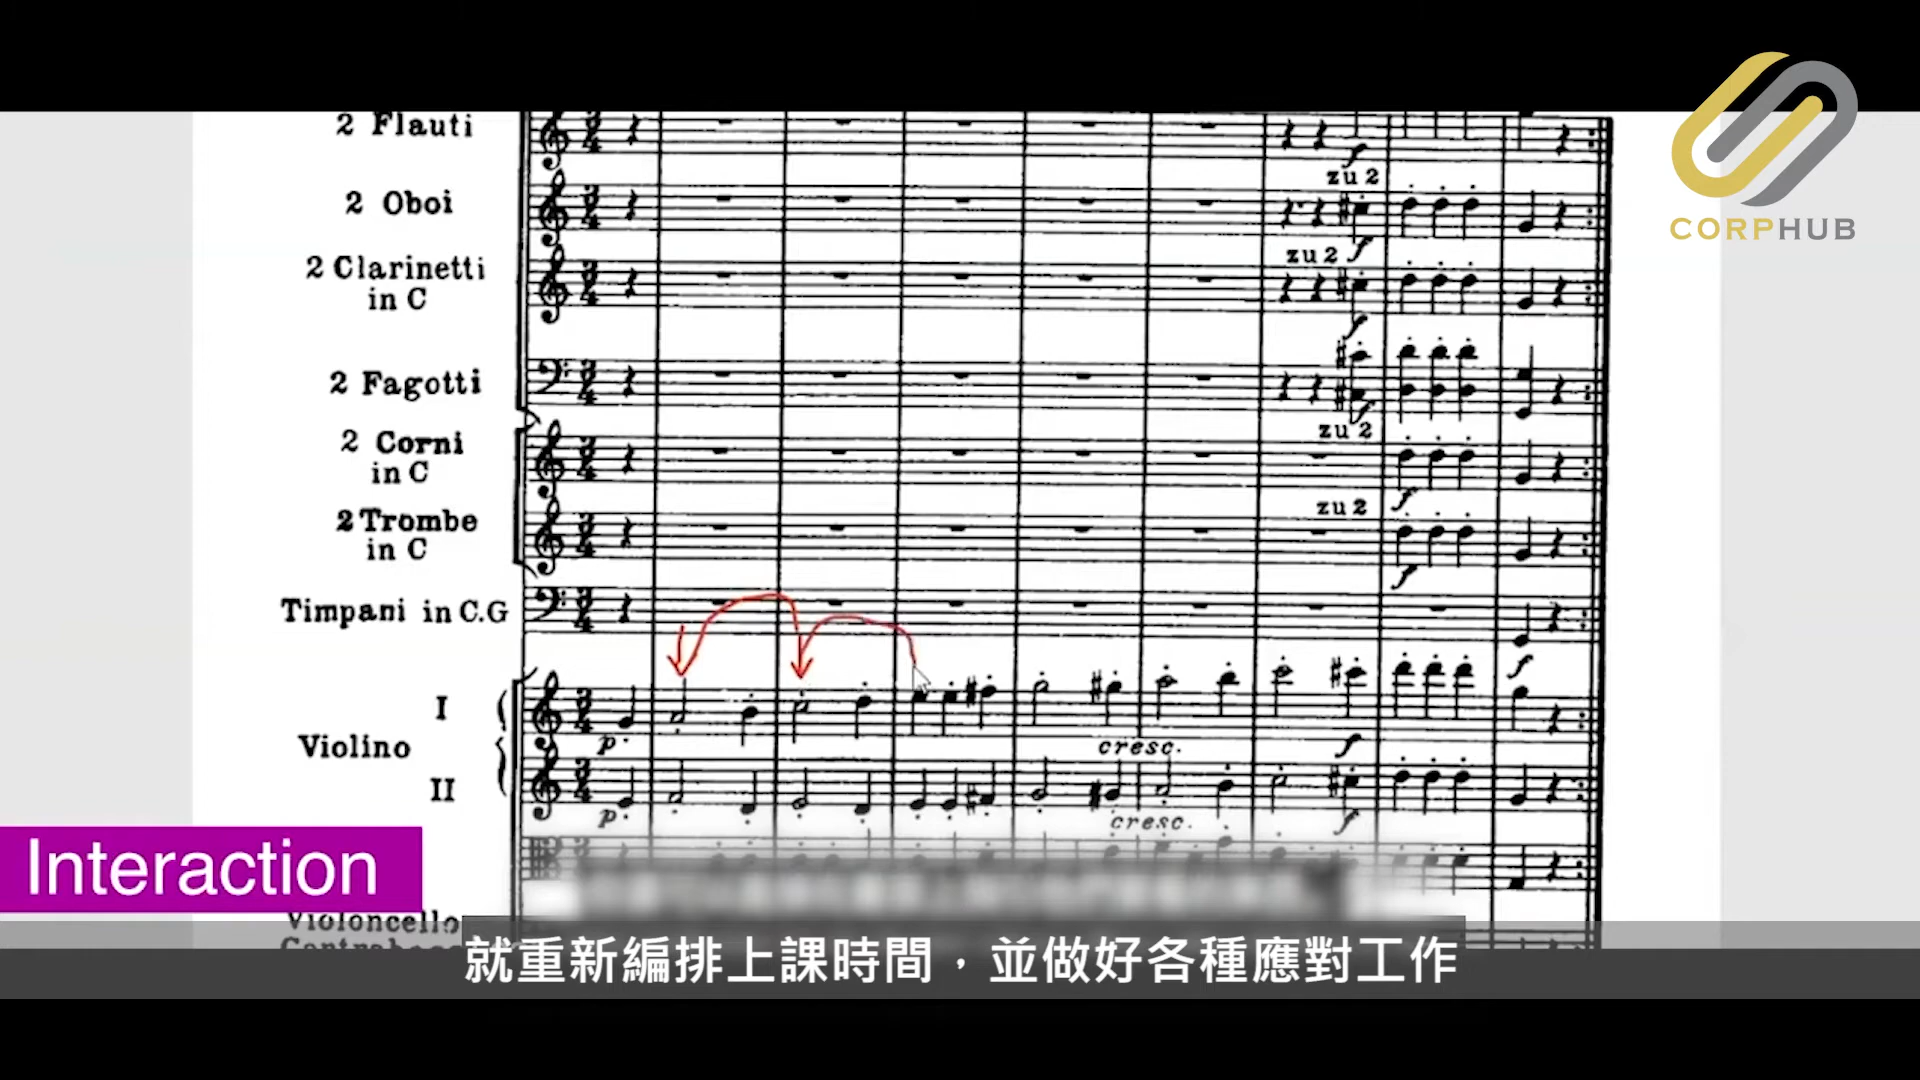 2 Flauti
zu 2
2 Oboi
CORPHUB
f
zu 2
2 Clarinetti
in C
f
2 Fagotti
f
zu 2
2 Corni
in C
f
zu 2
2 Trombe
in C
f
Timpani in C.G
f
I
p.
cresc.
f
Violino
II
p.
cresc.
f
Interaction
Violoncello
就重新編排上課時間，並做好各種應對工作